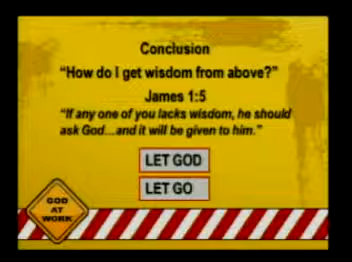 Conclusion
“How do I get wisdom from above?”
James 1:5
“If any one of you lacks wisdom, he should
ask God...and it will be given to him.”
LET GOD
LET GO
GOD
AT
WORK